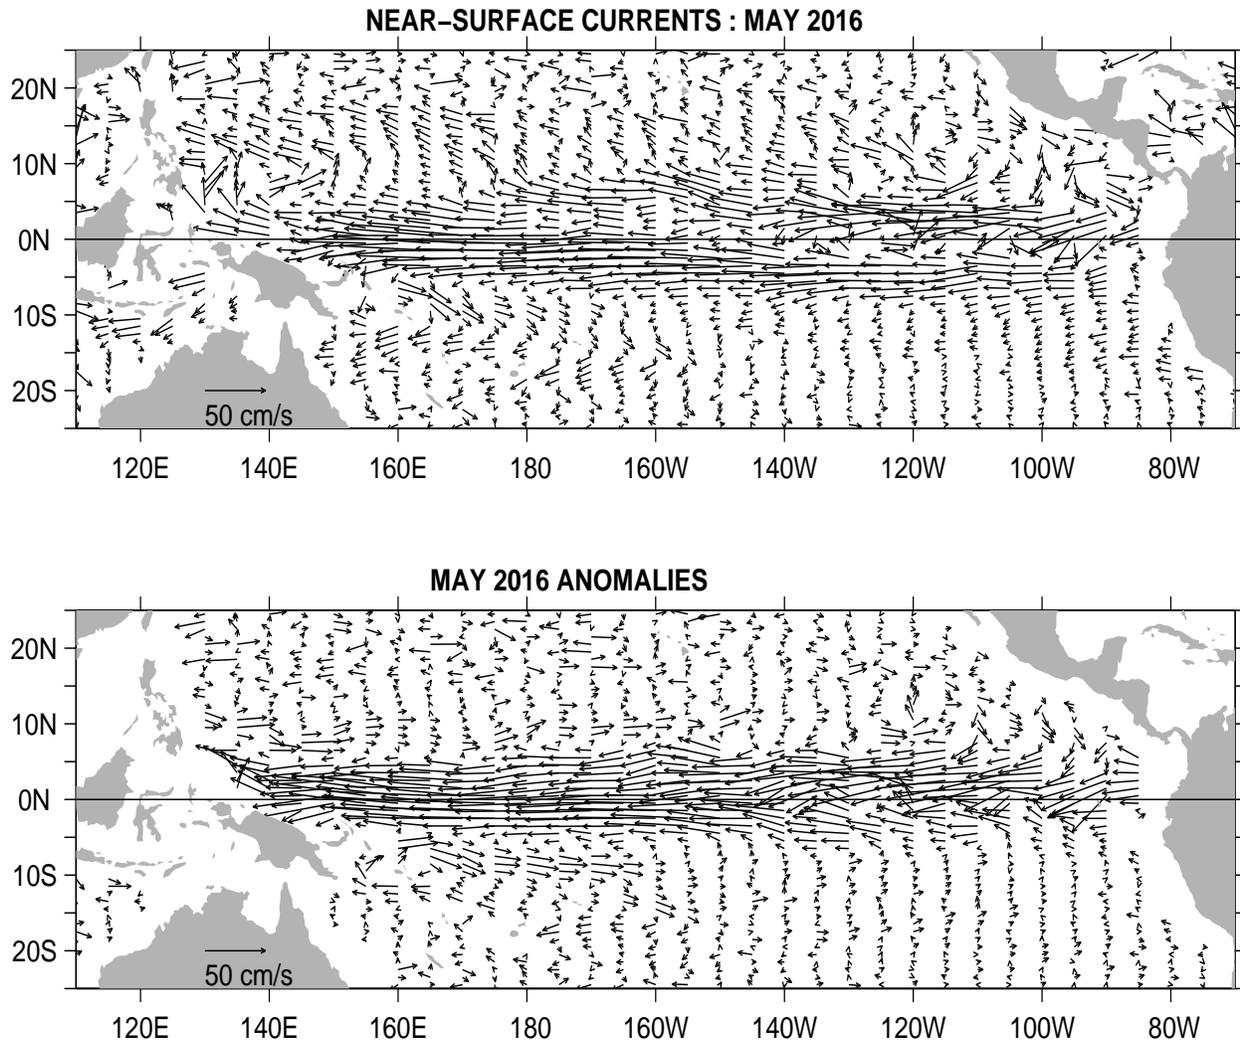 NEAR–SURFACE CURRENTS : MAY 2016
20N
10N
0N
10S
20S
50 cm/s
120E 140E 160E 180 160W 140W 120W 100W 80W
MAY 2016 ANOMALIES
20N
10N
0N
10S
20S
50 cm/s
120E 140E 160E 180 160W 140W 120W 100W 80W